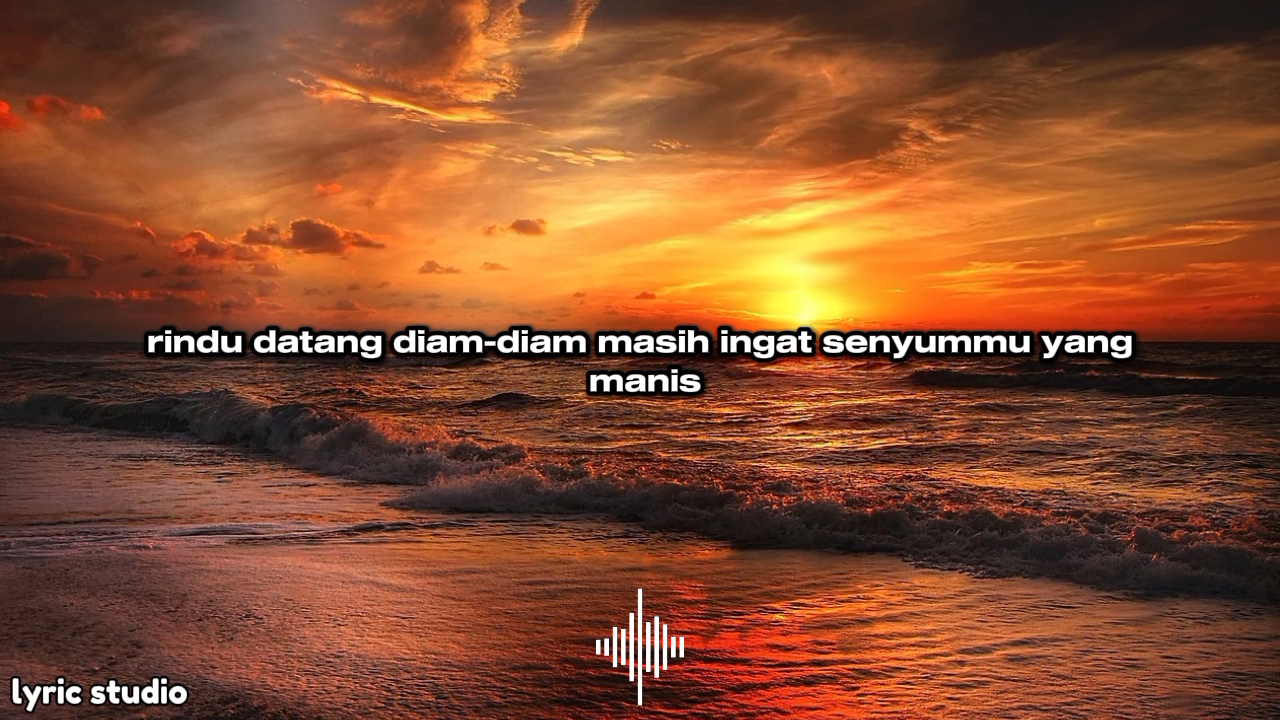 rindu datang diam-diam masih ingat senyummu yang
manis
lyric studio